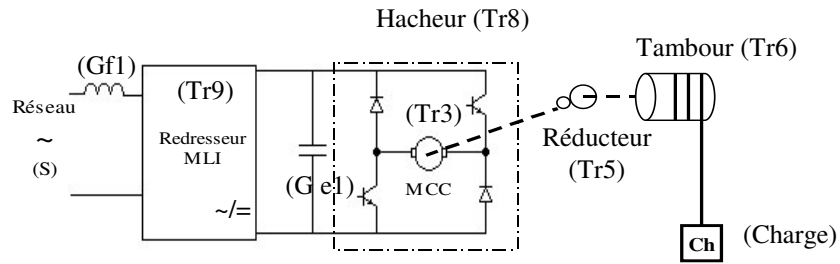 Hacheur (Tr8)
Tambour (Tr6)
(Gf1)
(Tr9)
Réseau
~
(S)
Redresseur
MLI
~/=
(G e1)
(Tr3)
MCC
Réducteur
(Tr5)
Ch
(Charge)